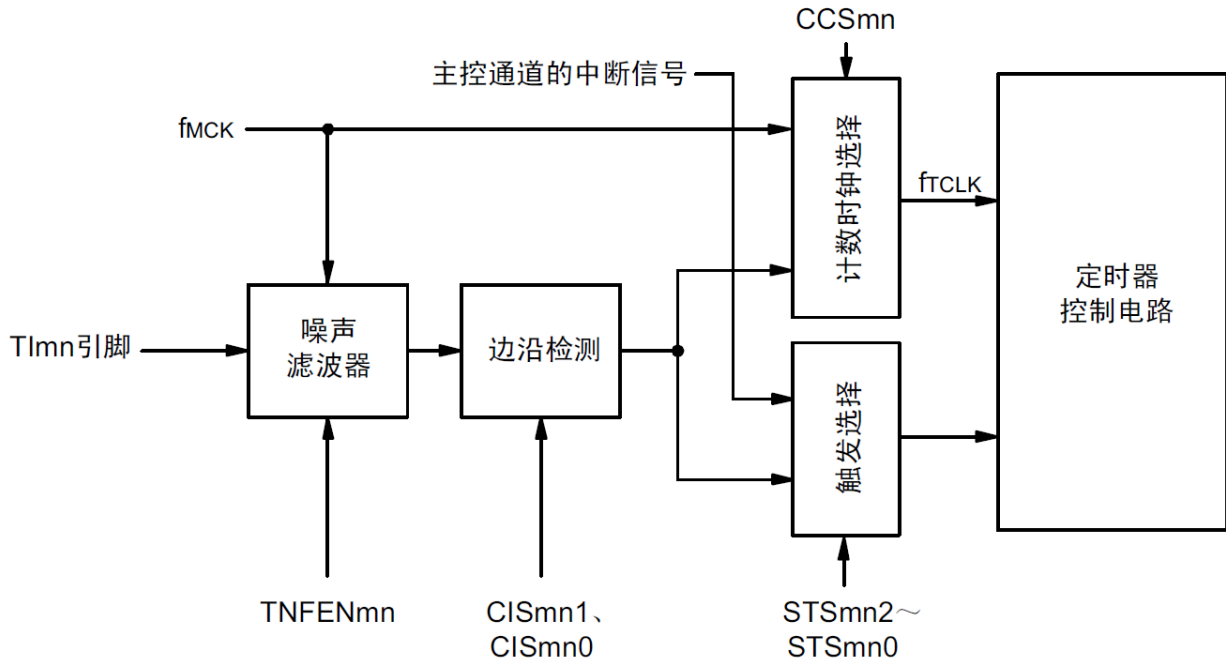 CCSmn
主控通道的中断信号
fMCK
计数时钟选择
fTCLK
定时器
控制电路
TImn引脚
噪声
滤波器
边沿检测
触发选择
TNFENmn
CISmn1、
CISmn0
STSmn2～
STSmn0